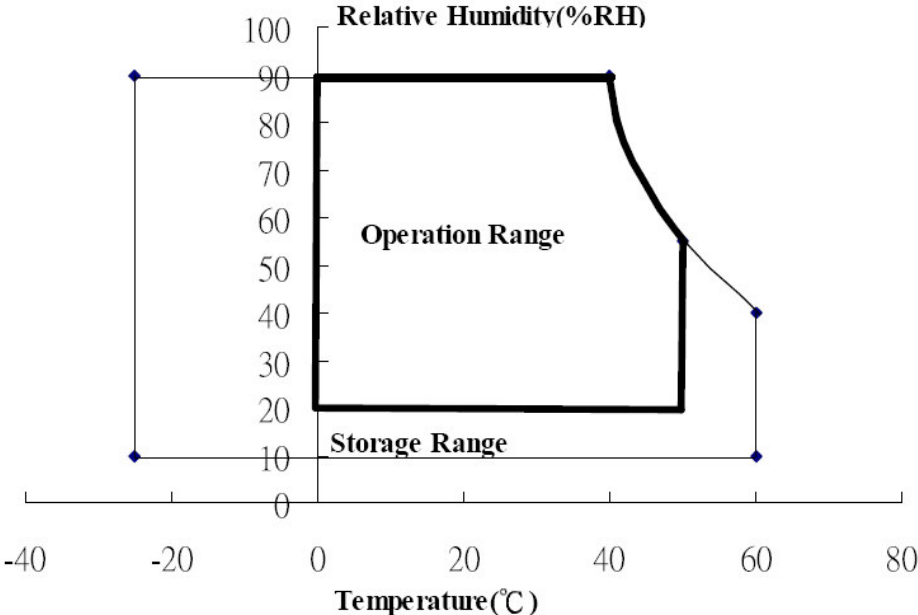 Relative Humidity(%RH)
100
90
80
70
60
Operation Range
50
40
30
20
Storage Range
10
0
-40 -20 0 20 40 60 80
Temperature(℃)